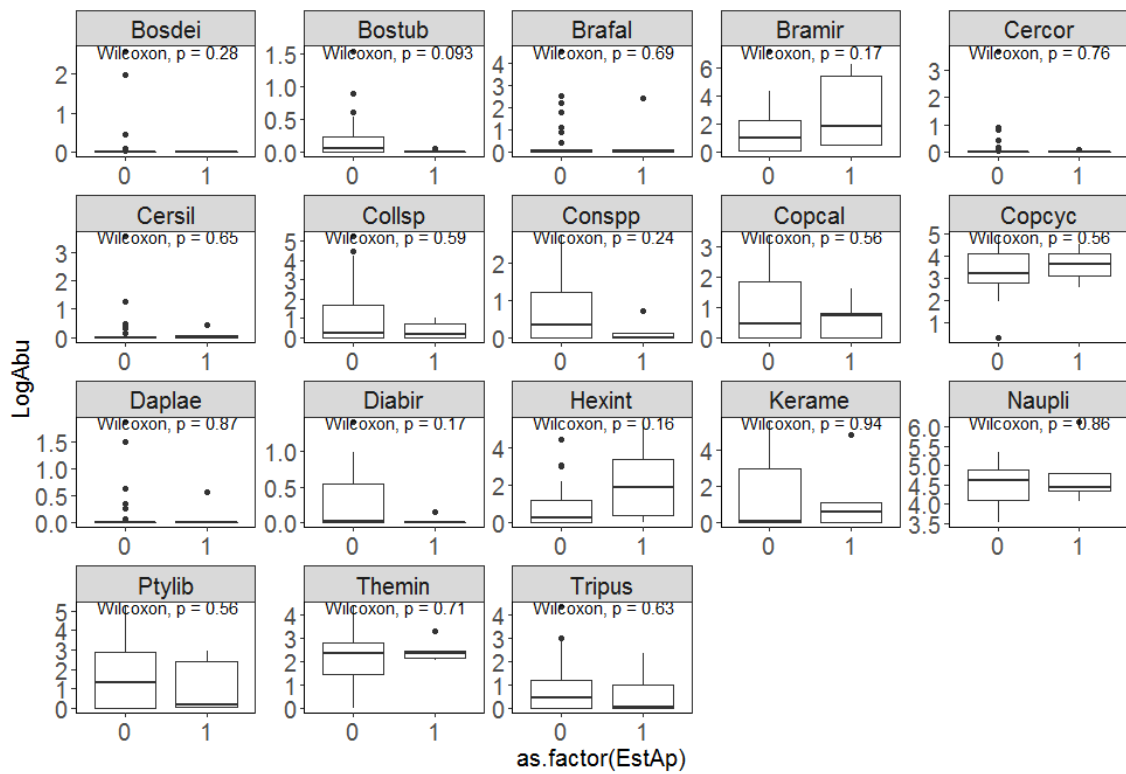 Bosdei Bostub Brafal Bramir Cercor
Wilcoxon, p = 0.28 Wilcoxon, p = 0.093 Wilcoxon, p = 0.69 Wilcoxon, p = 0.17 Wilcoxon, p = 0.76
2 1.5 4 6 3
1 1.0 3 4 2
0 0.5 2 2 1
0.0 1 0 0
0
0 1 0 1 0 1 0 1 0 1
Cersil Collsp Conspp Copcal Copcyc
Wilcoxon, p = 0.65 Wilcoxon, p = 0.59 Wilcoxon, p = 0.24 Wilcoxon, p = 0.56 Wilcoxon, p = 0.56
3 5 2 3 5
2 4 1 2 4
1 3 0 1 3
0 2 0 2
1 1
0
0 1 0 1 0 1 0 1 0 1
LogAbu
Daplae Diabir Hexint Kerame Naupli
Wilcoxon, p = 0.87 Wilcoxon, p = 0.17 Wilcoxon, p = 0.16 Wilcoxon, p = 0.94 Wilcoxon, p = 0.86
1.5 1.0 4 4 6.0
1.0 0.5 2 2 5.5
0.5 0.0 0 0 5.0
0.0 4.5
4.0
3.5
0 1 0 1 0 1 0 1 0 1
Ptylib Themin Tripus
Wilcoxon, p = 0.56 Wilcoxon, p = 0.71 Wilcoxon, p = 0.63
5 4 4
4 3 3
3 2 2
2 1 1
1 0 0
0
0 1 0 1 0 1
as.factor(EstAp)